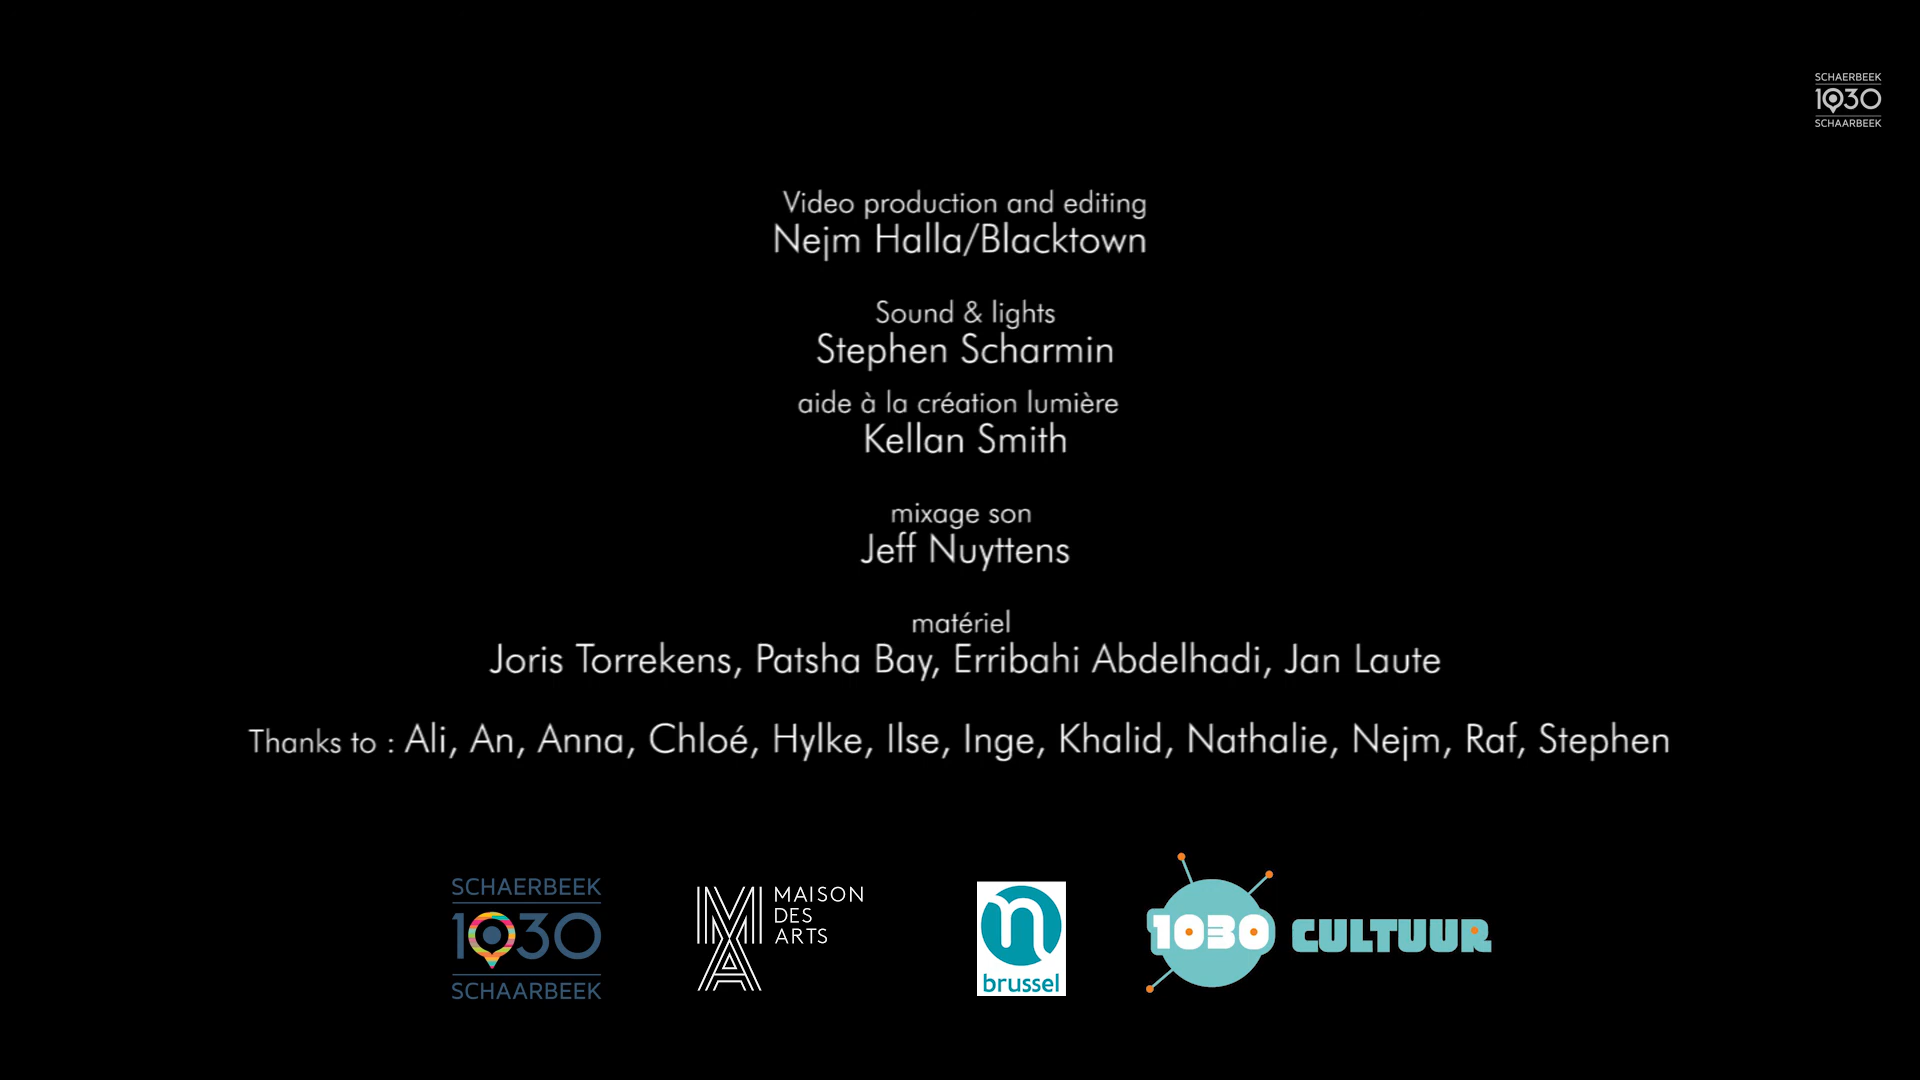 SCHAERBEEK
1030
SCHAARBEEK
Video production and editing
Nejm Halla/Blacktown
Sound & lights
Stephen Scharmin
aide à la création lumière
Kellan Smith
mixage son
Jeff Nuyttens
matériel
Joris Torrekens, Patsha Bay, Erribahi Abdelhadi, Jan Laute
Thanks to : Ali, An, Anna, Chloé, Hylke, Ilse, Inge, Khalid, Nathalie, Nejm, Raf, Stephen
SCHAERBEEK
1030
SCHAARBEEK
MA
MAISON
DES
ARTS
n
brussel
1030 CULTUUR